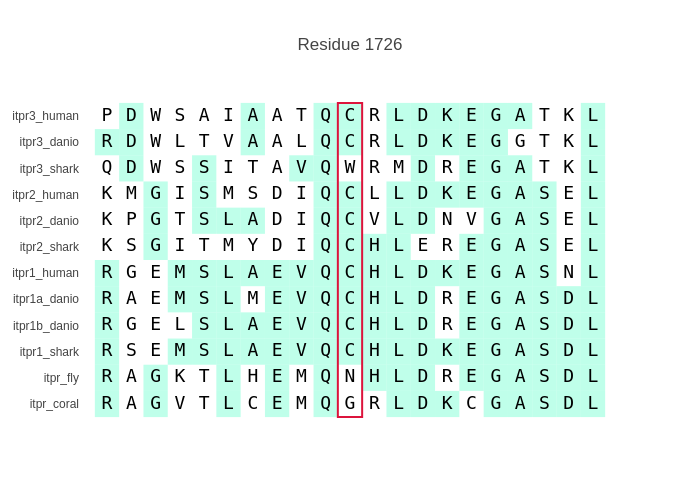 Residue 1726
itpr3_human P D W S A I A A T Q C R L D K E G A T K L
itpr3_danio R D W L T V A A L Q C R L D K E G G T K L
itpr3_shark Q D W S S I T A V Q W R M D R E G A T K L
itpr2_human K M G I S M S D I Q C L L D K E G A S E L
itpr2_danio K P G T S L A D I Q C V L D N V G A S E L
itpr2_shark K S G I T M Y D I Q C H L E R E G A S E L
itpr1_human R G E M S L A E V Q C H L D K E G A S N L
itpr1a_danio R A E M S L M E V Q C H L D R E G A S D L
itpr1b_danio R G E L S L A E V Q C H L D R E G A S D L
itpr1_shark R S E M S L A E V Q C H L D K E G A S D L
itpr_fly R A G K T L H E M Q N H L D R E G A S D L
itpr_coral R A G V T L C E M Q G R L D K C G A S D L